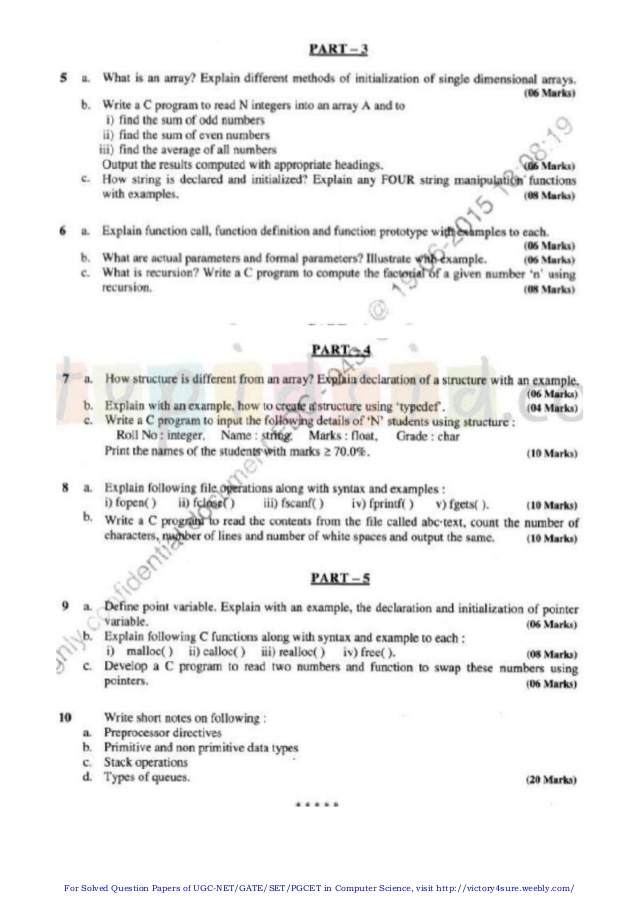 PART – 3
5 a. What is an array? Explain different methods of initialization of single dimensional arrays.
(06 Marks)
b. Write a C program to read N integers into an array A and to
i) find the sum of odd numbers
ii) find the sum of even numbers
iii) find the average of all numbers
Output the results computed with appropriate headings. (06 Marks)
c. How string is declared and initialized? Explain any FOUR string manipulation functions
with examples. (08 Marks)
6 a. Explain function call, function definition and function prototype with examples to each.
(06 Marks)
b. What are actual parameters and formal parameters? Illustrate with example. (06 Marks)
c. What is recursion? Write a C program to compute the factorial of a given number ‘n’ using
recursion. (08 Marks)
PART – 4
7 a. How structure is different from an array? Explain declaration of a structure with an example.
(06 Marks)
b. Explain with an example, how to create a structure using ‘typedef’. (04 Marks)
c. Write a C program to input the following details of ‘N’ students using structure :
Roll No : integer, Name : string, Marks : float, Grade : char
Print the names of the students with marks ≥ 70.0%. (10 Marks)
8 a. Explain following file operations along with syntax and examples :
i) fopen( ) ii) fclose( ) iii) fscanf( ) iv) fprintf( ) v) fgets( ). (10 Marks)
b. Write a C program to read the contents from the file called abc-text, count the number of
characters, number of lines and number of white spaces and output the same. (10 Marks)
PART – 5
9 a. Define point variable. Explain with an example, the declaration and initialization of pointer
variable. (06 Marks)
b. Explain following C functions along with syntax and example to each :
i) malloc( ) ii) calloc( ) iii) realloc( ) iv) free( ). (08 Marks)
c. Develop a C program to read two numbers and function to swap these numbers using
pointers. (06 Marks)
10 Write short notes on following :
a. Preprocessor directives
b. Primitive and non primitive data types
c. Stack operations
d. Types of queues. (20 Marks)
* * * * *
For Solved Question Papers of UGC-NET/GATE/SET/PGCET in Computer Science, visit http://victory4sure.weebly.com/